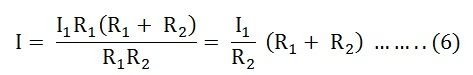 I = I₁R₁(R₁ + R₂) / R₁R₂ = I₁ / R₂ (R₁ + R₂) ........(6)